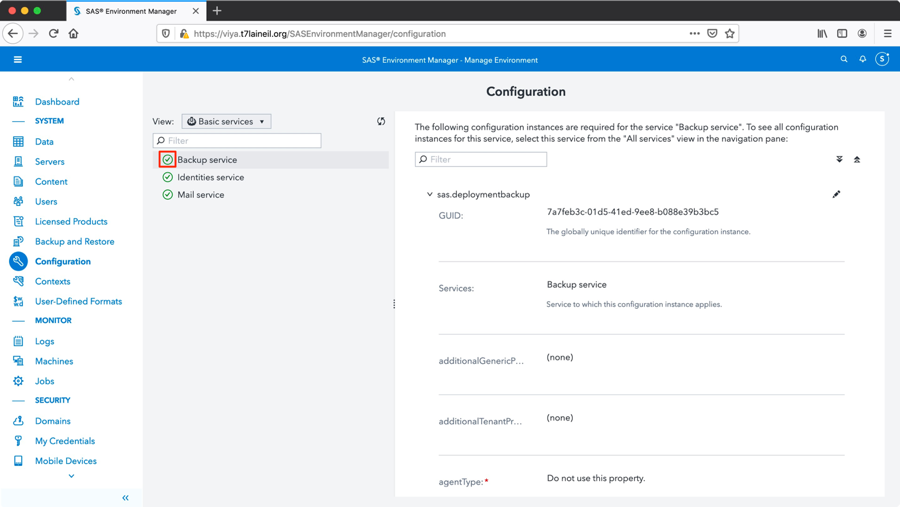 SAS® Environment Manager
https://viya.t7laineil.org/SASEnvironmentManager/configuration
SAS® Environment Manager - Manage Environment
S
Dashboard
SYSTEM
Data
Servers
Content
Users
Licensed Products
Backup and Restore
Configuration
Contexts
User-Defined Formats
MONITOR
Logs
Machines
Jobs
SECURITY
Domains
My Credentials
Mobile Devices
Configuration
View: Basic services
Filter
Backup service
Identities service
Mail service
The following configuration instances are required for the service "Backup service". To see all configuration
instances for this service, select this service from the "All services" view in the navigation pane:
Filter
sas.deploymentbackup
GUID: 7a7feb3c-01d5-41ed-9ee8-b088e39b3bc5
The globally unique identifier for the configuration instance.
Services: Backup service
Service to which this configuration instance applies.
additionalGenericP... (none)
additionalTenantPr... (none)
agentType:* Do not use this property.